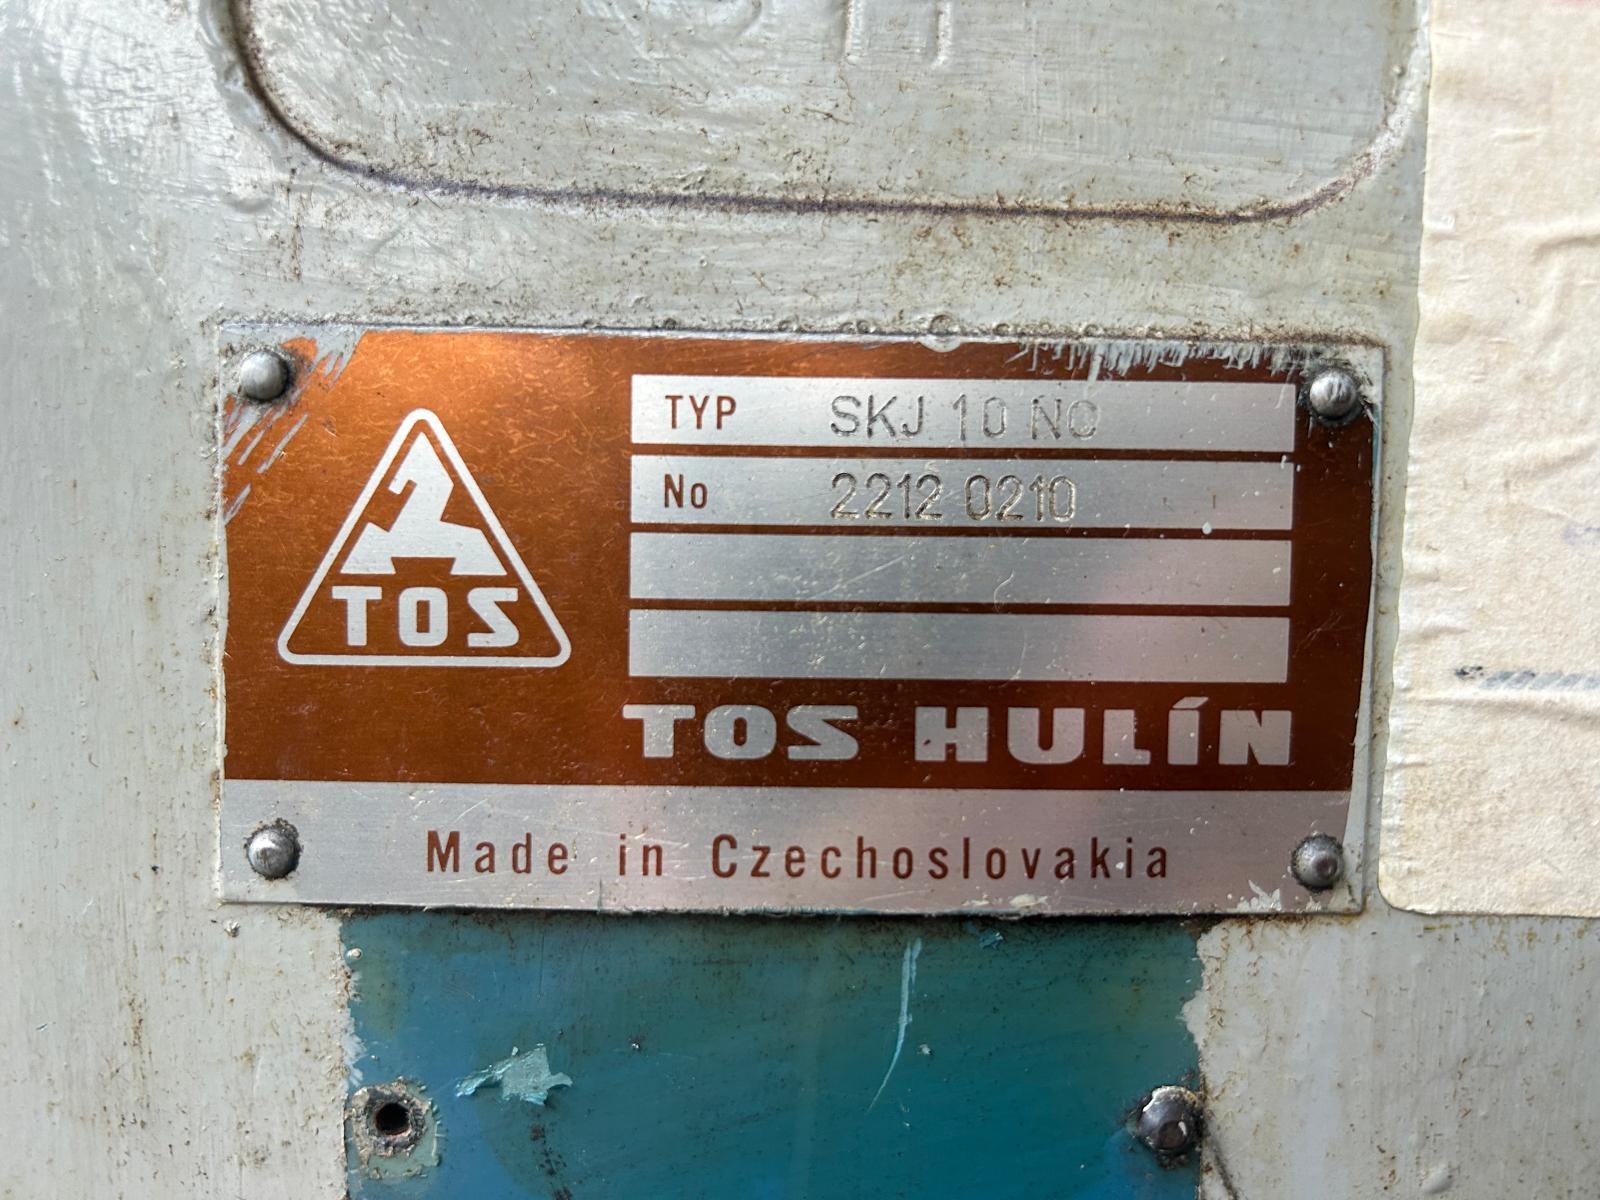 TYP SKJ 10 NC
No 2212 0210
TOS
TOS HULÍN
Made in Czechoslovakia